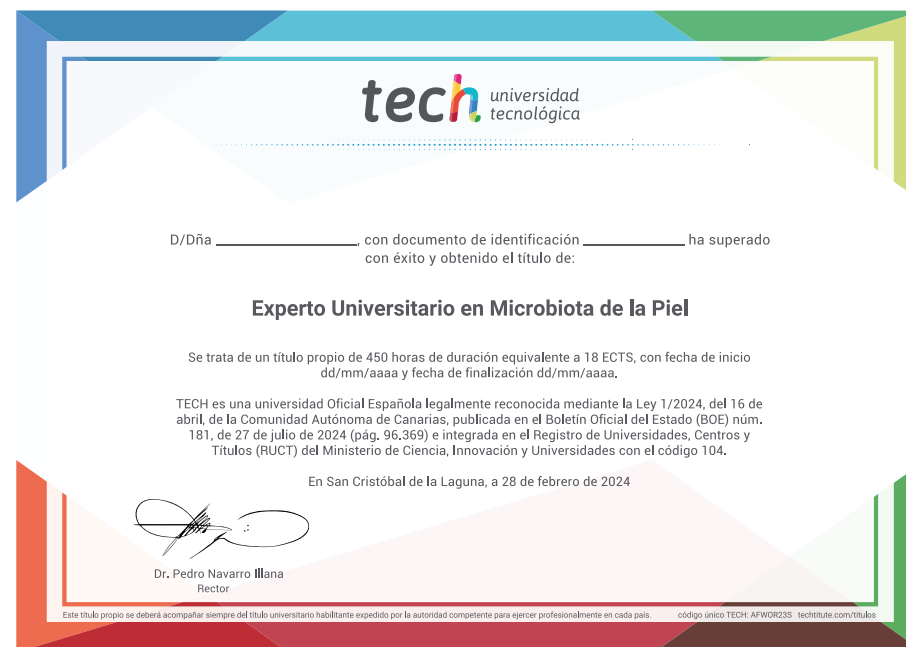 tech universidad
tecnológica
D/Dña ____________, con documento de identificación ____________ ha superado
con éxito y obtenido el título de:
Experto Universitario en Microbiota de la Piel
Se trata de un título propio de 450 horas de duración equivalente a 18 ECTS, con fecha de inicio
dd/mm/aaaa y fecha de finalización dd/mm/aaaa.
TECH es una universidad Oficial Española legalmente reconocida mediante la Ley 1/2024, del 16 de
abril, de la Comunidad Autónoma de Canarias, publicada en el Boletín Oficial del Estado (BOE) núm.
181, de 27 de julio de 2024 (pág. 96.369) e integrada en el Registro de Universidades, Centros y
Títulos (RUCT) del Ministerio de Ciencia, Innovación y Universidades con el código 104.
En San Cristóbal de la Laguna, a 28 de febrero de 2024
Dr. Pedro Navarro Illana
Rector
Este título propio se deberá acompañar siempre del título universitario habilitante expedido por la autoridad competente para ejercer profesionalmente en cada país. código único TECH: AFWOR23S techtitute.com/titulos